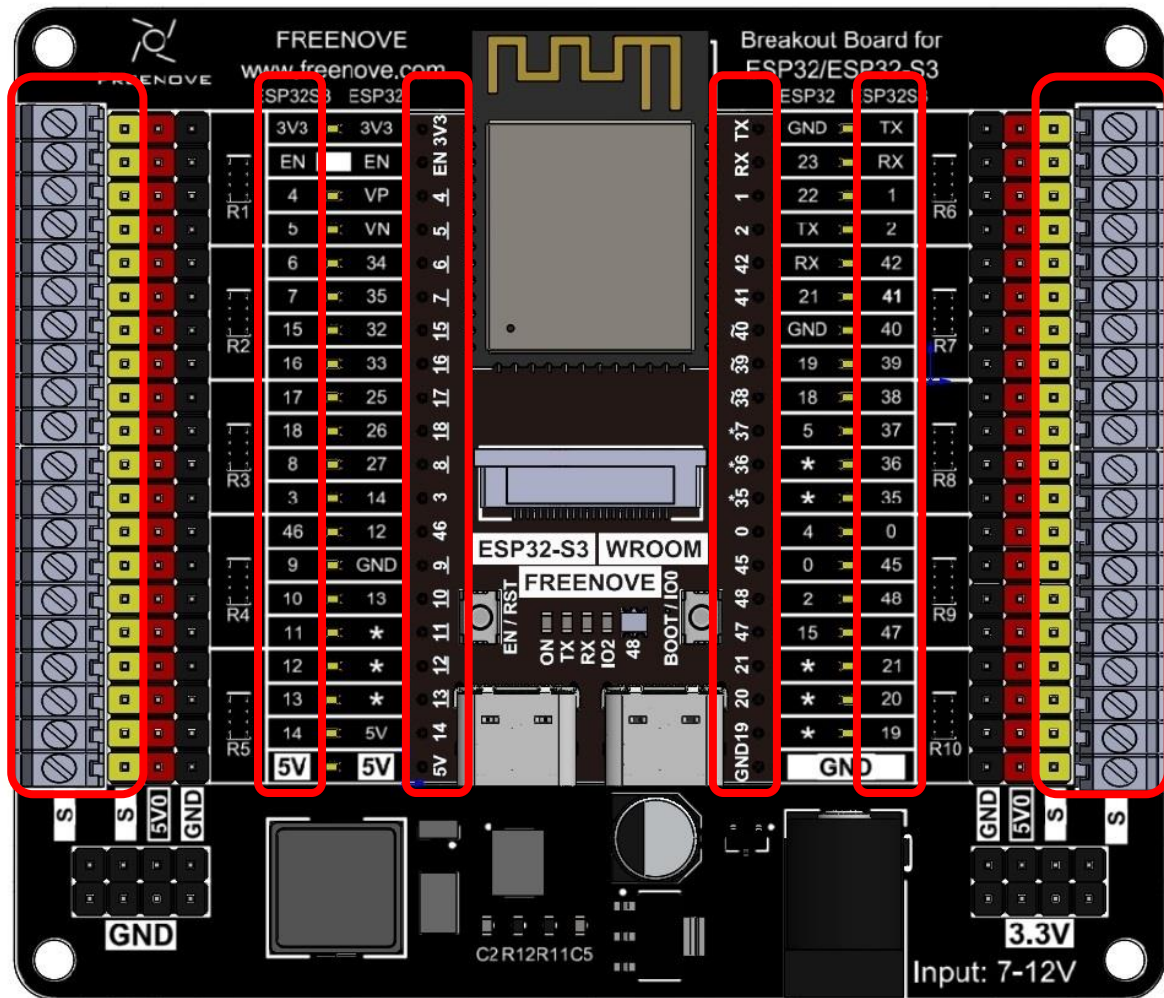 FREENOVE
www.freenove.com
FREENOVE
Breakout Board for
ESP32/ESP32-S3
ESP32S3 ESP32 ESP32 ESP32S3
3V3 3V3 3V3 TX GND TX
EN EN EN RX 23 RX
4 VP 4 1 22 1
5 VN 5 2 TX 2
6 34 6 42 RX 42
7 35 7 41 21 41
15 32 15 40 GND 40
16 33 16 39 19 39
17 25 17 38 18 38
18 26 18 *37 5 37
8 27 8 *36 * 36
3 14 3 *35 * 35
46 12 46 0 4 0
9 GND 9 45 0 45
10 13 10 48 2 48
11 * 11 47 15 47
12 * 12 21 * 21
13 * 13 20 * 20
14 5V 14 19 * 19
5V 5V 5V GND GND
R1
R2
R3
R4
R5
R6
R7
R8
R9
R10
ESP32-S3 WROOM
FREENOVE
EN / RST
ON
TX
RX
IO2
48
BOOT / IO0
S S 5V0 GND
GND 5V0 S S
GND
C2 R12 R11 C5
3.3V
Input: 7-12V